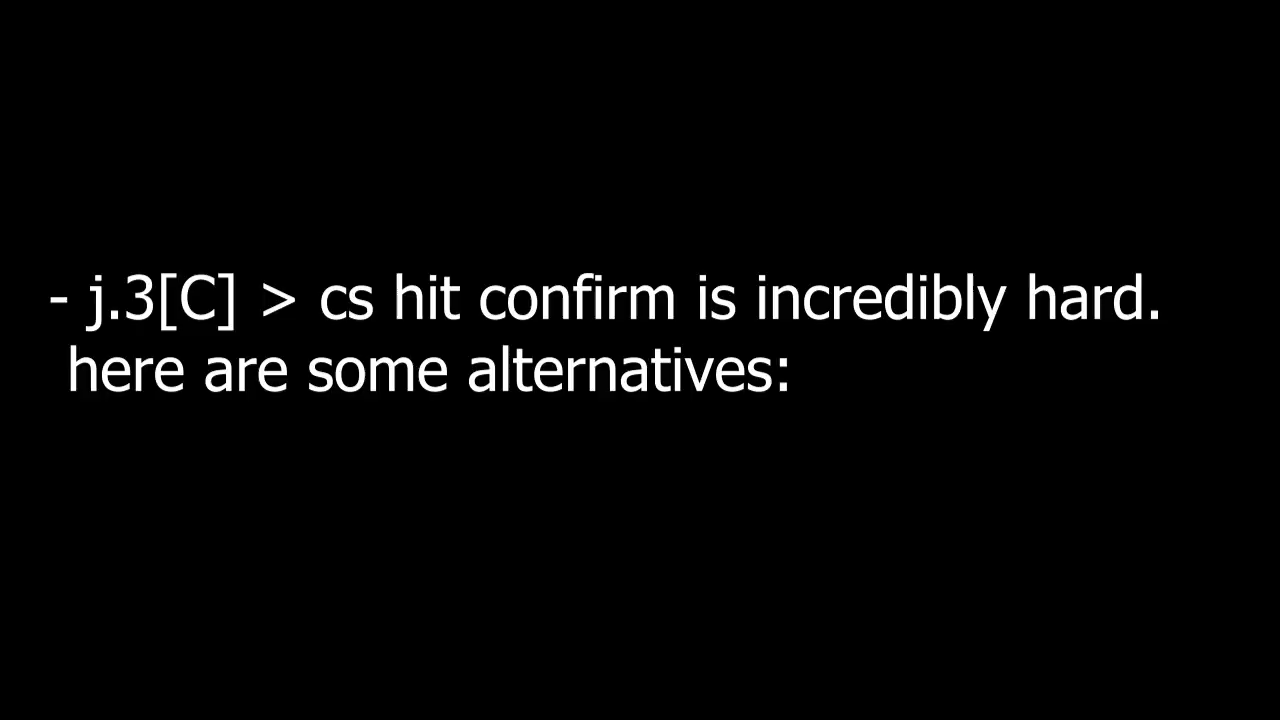 - j.3[C] > cs hit confirm is incredibly hard.
here are some alternatives: